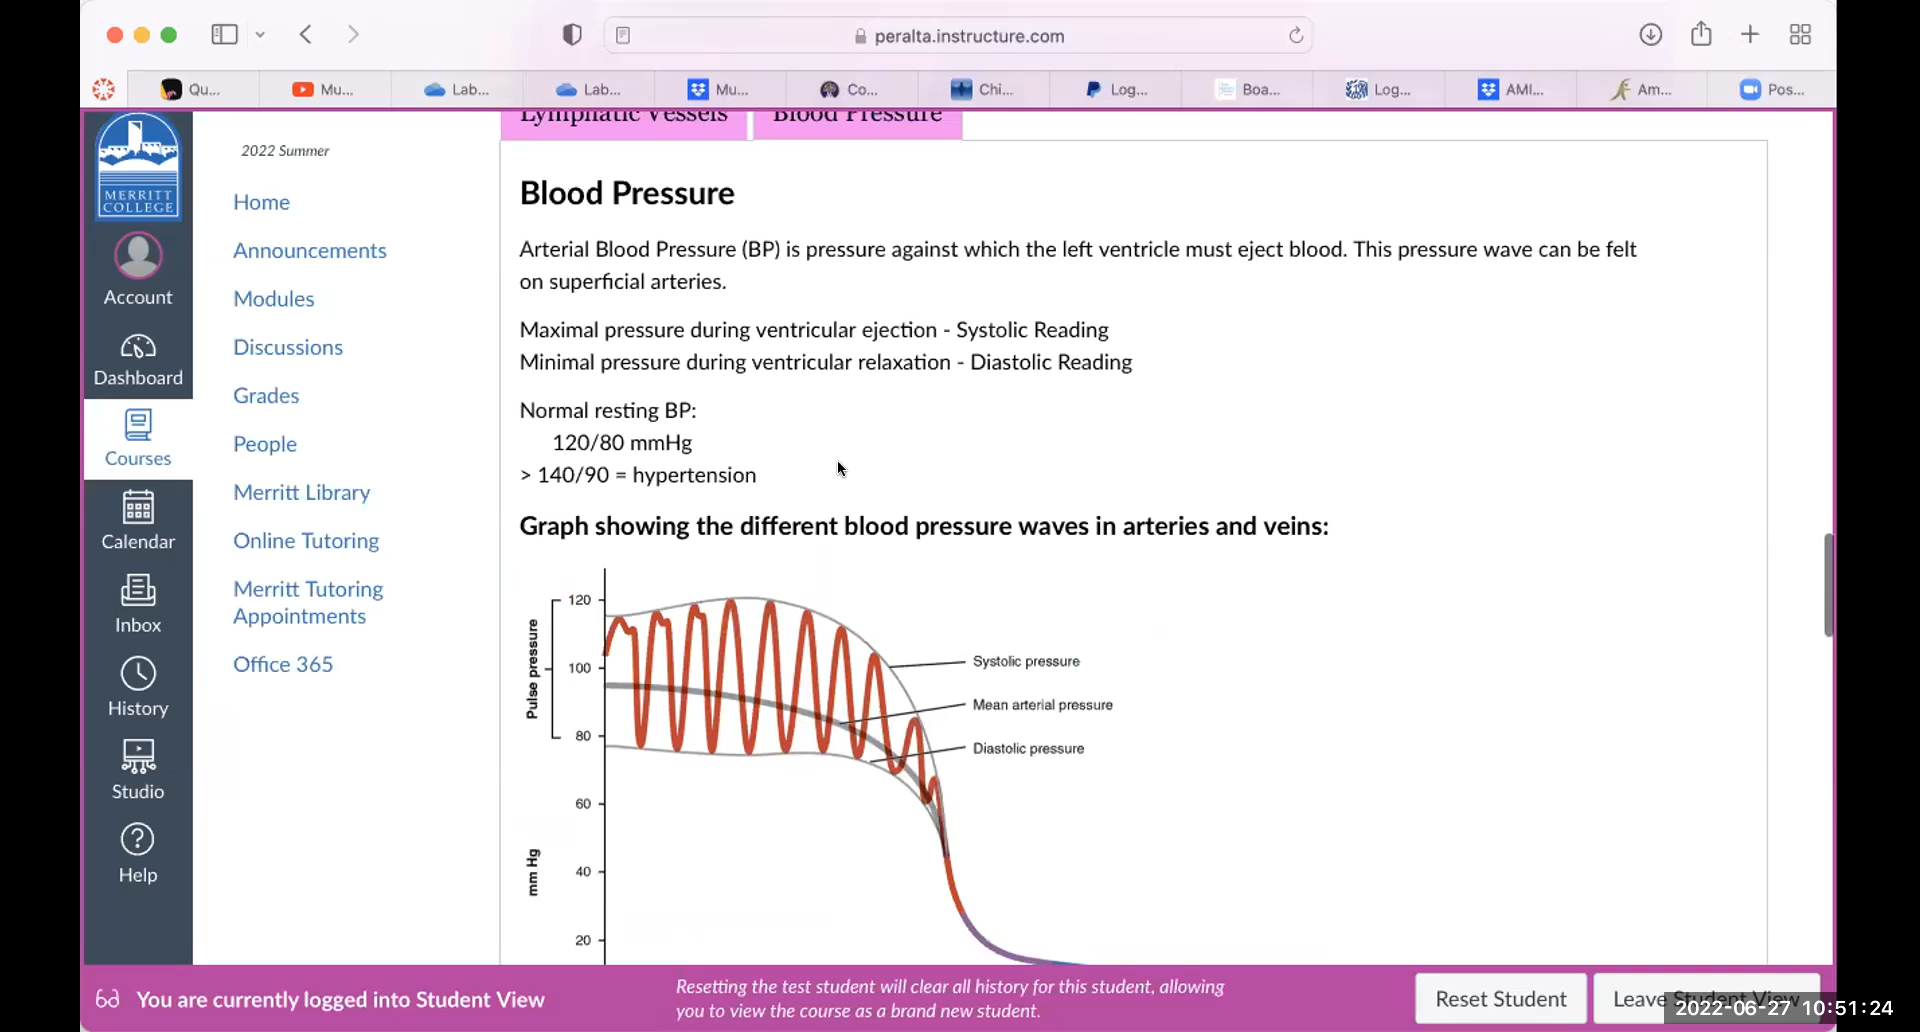 peralta.instructure.com
Qu...
Mu...
Lab...
Lab...
Mu...
Co...
Chi...
Log...
Boa...
Log...
AMI...
Am...
Pos...
MERRITT
COLLEGE
Account
Dashboard
Courses
Calendar
Inbox
History
Studio
Help
2022 Summer
Home
Announcements
Modules
Discussions
Grades
People
Merritt Library
Online Tutoring
Merritt Tutoring
Appointments
Office 365
Lymphatic Vessels
Blood Pressure
Blood Pressure
Arterial Blood Pressure (BP) is pressure against which the left ventricle must eject blood. This pressure wave can be felt
on superficial arteries.
Maximal pressure during ventricular ejection - Systolic Reading
Minimal pressure during ventricular relaxation - Diastolic Reading
Normal resting BP:
120/80 mmHg
> 140/90 = hypertension
Graph showing the different blood pressure waves in arteries and veins:
Pulse pressure
mm Hg
120
100
80
60
40
20
Systolic pressure
Mean arterial pressure
Diastolic pressure
You are currently logged into Student View
Resetting the test student will clear all history for this student, allowing
you to view the course as a brand new student.
Reset Student
Leave Student View
2022-06-27 10:51:24